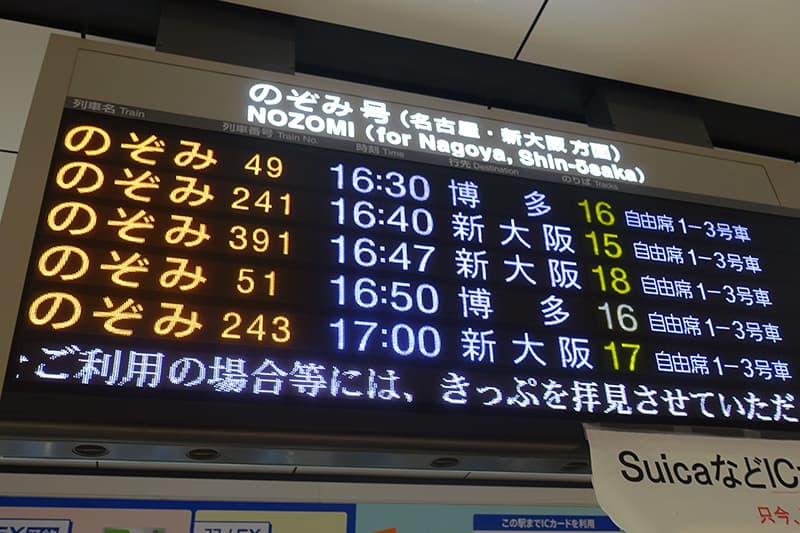 のぞみ号（名古屋・新大阪方面）
NOZOMI (for Nagoya, Shin-ōsaka)
列車名 Train 列車番号 Train No. 時刻 Time 行先 Destination のりば Tracks
のぞみ 49 16:30 博多 16 自由席1-3号車
のぞみ 241 16:40 新大阪 15 自由席1-3号車
のぞみ 391 16:47 新大阪 18 自由席1-3号車
のぞみ 51 16:50 博多 16 自由席1-3号車
のぞみ 243 17:00 新大阪 17 自由席1-3号車
ご利用の場合等には、きっぷを拝見させていただ
SuicaなどIC
只今、
この駅までICカードを利用